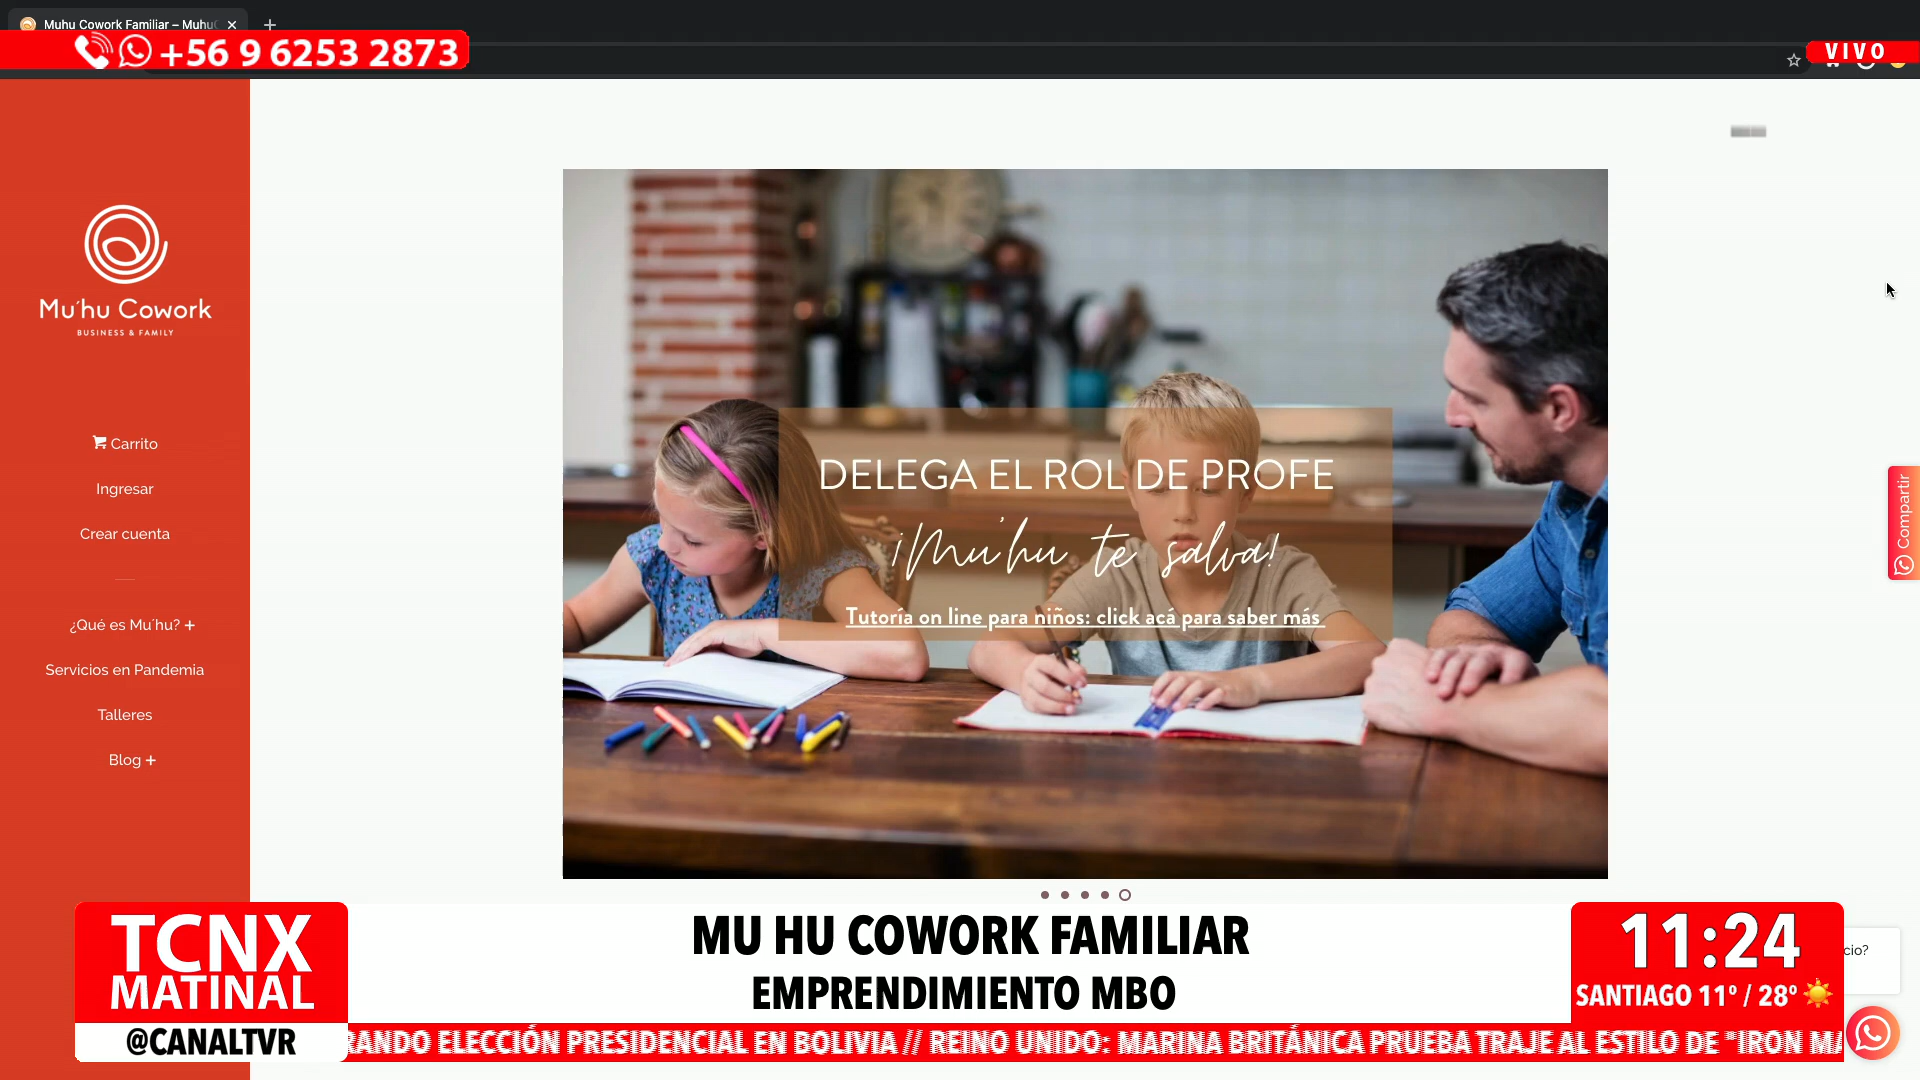 Muhu Cowork Familiar – Muhu
+56 9 6253 2873
VIVO
Mu´hu Cowork
BUSINESS & FAMILY
Carrito
Ingresar
Crear cuenta
¿Qué es Mu´hu? +
Servicios en Pandemia
Talleres
Blog +
DELEGA EL ROL DE PROFE
¡Mu'hu te salva!
Tutoría on line para niños: click acá para saber más
Compartir
TCNX
MATINAL
@CANALTVR
MU HU COWORK FAMILIAR
EMPRENDIMIENTO MBO
11:24
SANTIAGO 11º / 28º
cio?
RANDO ELECCIÓN PRESIDENCIAL EN BOLIVIA // REINO UNIDO: MARINA BRITÁNICA PRUEBA TRAJE AL ESTILO DE "IRON MA